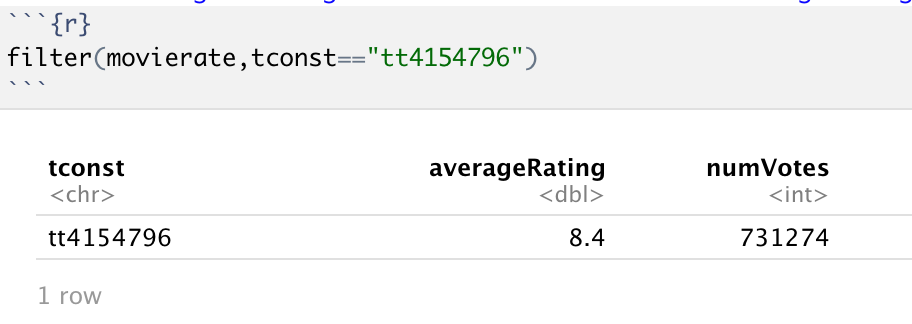 ```{r}
filter(movierate,tconst=="tt4154796")
```
tconst averageRating numVotes
<chr> <dbl> <int>
tt4154796 8.4 731274
1 row